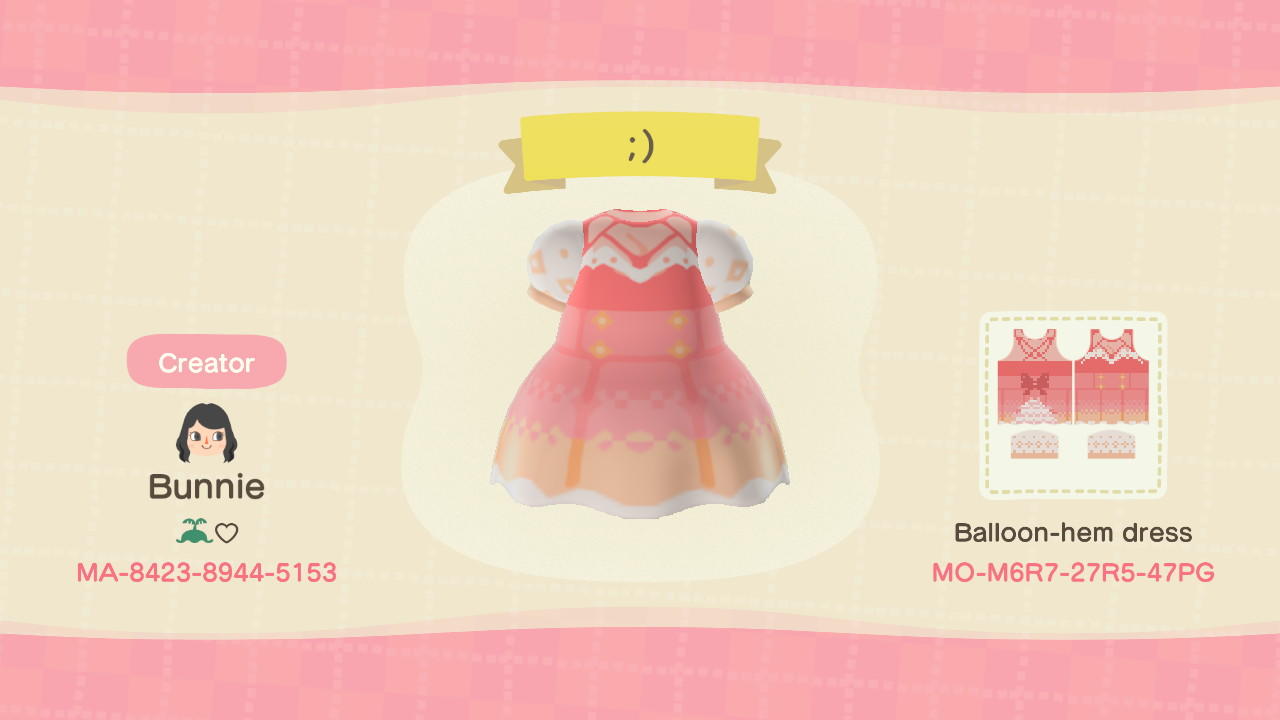 ;)
Creator
Bunnie
♡
MA-8423-8944-5153
Balloon-hem dress
MO-M6R7-27R5-47PG